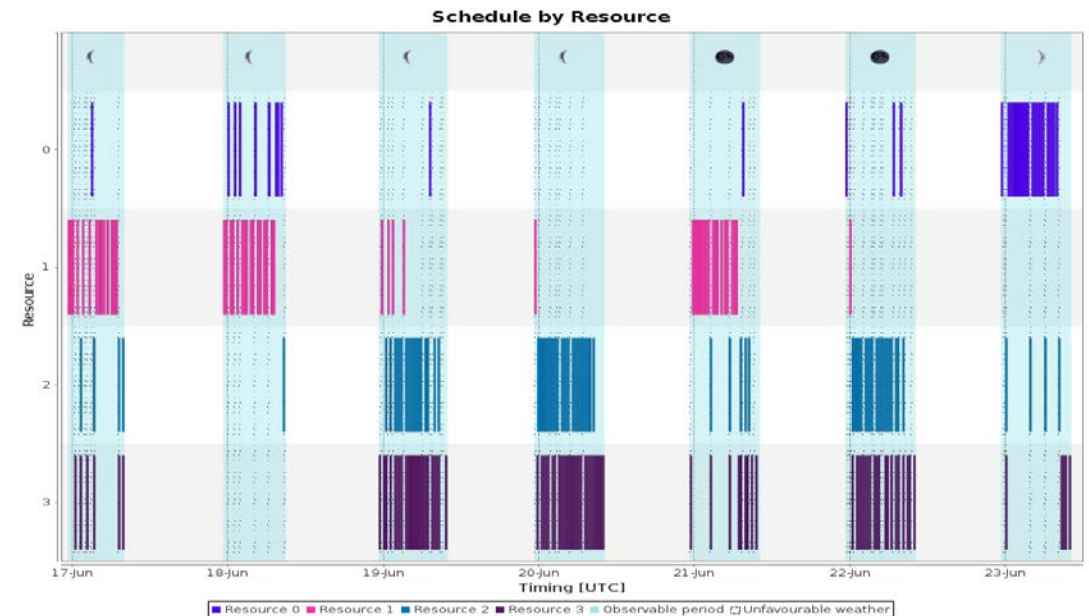 Schedule by Resource
Resource
0
1
2
3
17-Jun 18-Jun 19-Jun 20-Jun 21-Jun 22-Jun 23-Jun
Timing [UTC]
Resource 0 Resource 1 Resource 2 Resource 3 Observable period Unfavourable weather